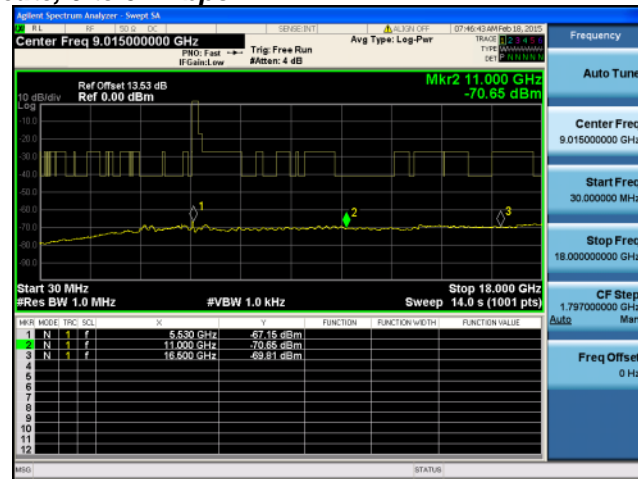 Agilent Spectrum Analyzer - Swept SA
RL RF 50 Ω DC SENSE:INT ALIGN OFF 07:46:43 AM Feb 18, 2015
Center Freq 9.015000000 GHz
PNO: Fast
IFGain:Low
Trig: Free Run
#Atten: 4 dB
Avg Type: Log-Pwr
TRACE 1 2 3 4 5 6
TYPE
DET P N N N N N
Ref Offset 13.53 dB
Ref 0.00 dBm
10 dB/div
Log
Mkr2 11.000 GHz
-70.65 dBm
-10.0
-20.0
-30.0
-40.0
-50.0
-60.0
-70.0
-80.0
-90.0
1
2
3
Start 30 MHz
Stop 18.000 GHz
#Res BW 1.0 MHz #VBW 1.0 kHz Sweep 14.0 s (1001 pts)
MKR MODE TRC SCL X Y FUNCTION FUNCTION WIDTH FUNCTION VALUE
1 N 1 f 5.530 GHz -67.15 dBm
2 N 1 f 11.000 GHz -70.65 dBm
3 N 1 f 16.500 GHz -69.81 dBm
4
5
6
7
8
9
10
11
12
MSG STATUS
Frequency
Auto Tune
Center Freq
9.015000000 GHz
Start Freq
30.000000 MHz
Stop Freq
18.000000000 GHz
CF Step
1.797000000 GHz
Auto Man
Freq Offset
0 Hz